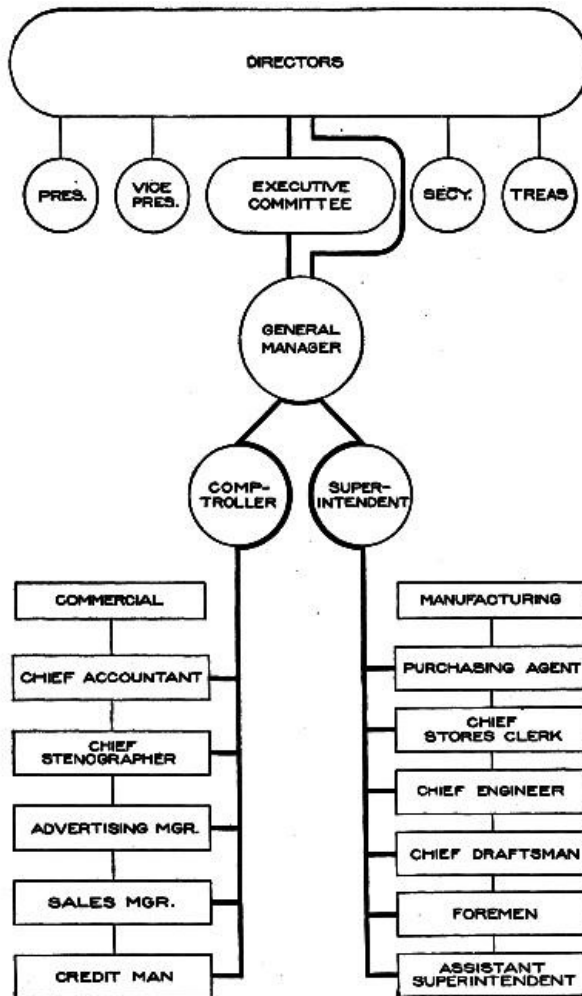 DIRECTORS
PRES.
VICE
PRES.
EXECUTIVE
COMMITTEE
SECY.
TREAS
GENERAL
MANAGER
COMP-
TROLLER
SUPER-
INTENDENT
COMMERCIAL
CHIEF ACCOUNTANT
CHIEF
STENOGRAPHER
ADVERTISING MGR.
SALES MGR.
CREDIT MAN
MANUFACTURING
PURCHASING AGENT
CHIEF
STORES CLERK
CHIEF ENGINEER
CHIEF DRAFTSMAN
FOREMEN
ASSISTANT
SUPERINTENDENT